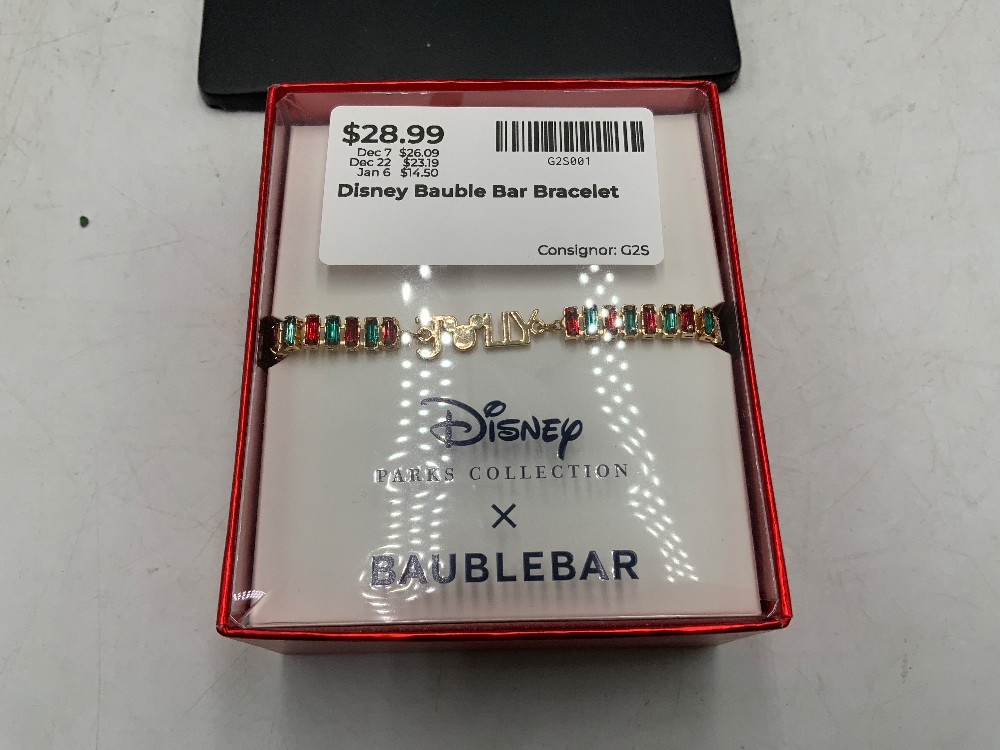 $28.99
Dec 7 $26.09
Dec 22 $23.19
Jan 6 $14.50
G2S001
Disney Bauble Bar Bracelet
Consignor: G2S
JOLLY
Disney
PARKS COLLECTION
×
BAUBLEBAR